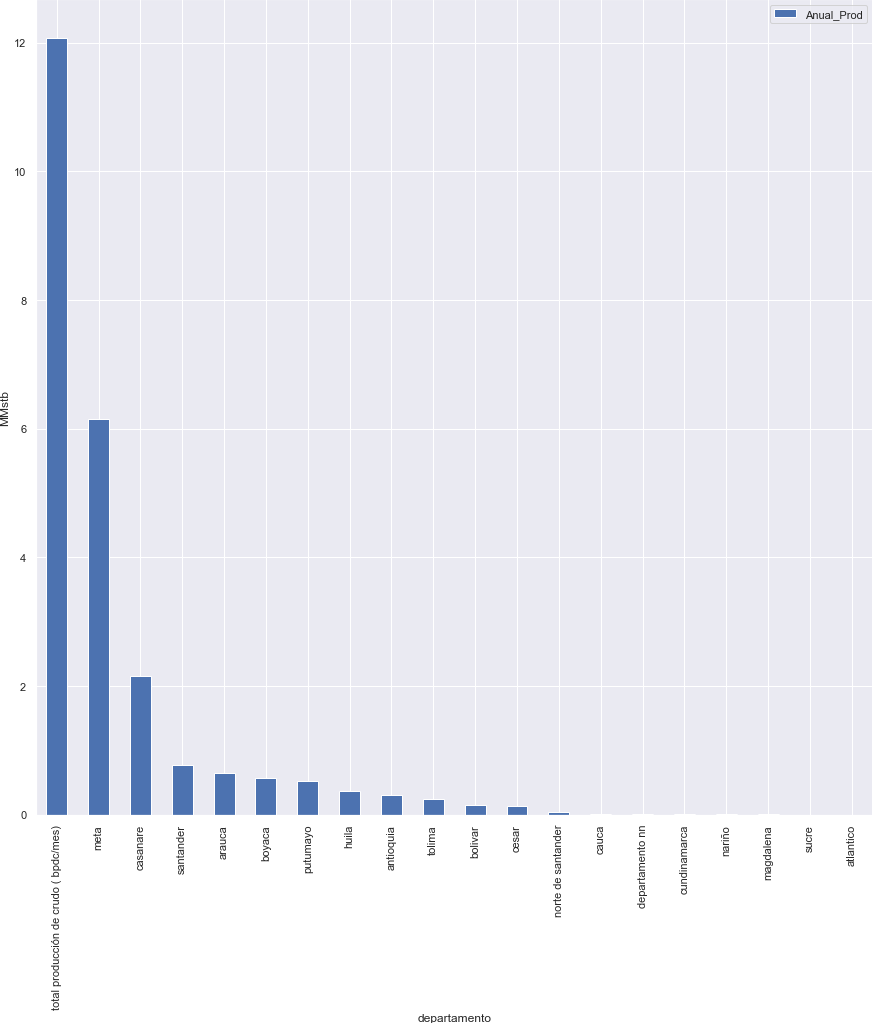 Anual_Prod
12
10
8
6
4
2
0
MMstb
total producción de crudo ( bpdc/mes)
meta
casanare
santander
arauca
boyaca
putumayo
huila
antioquia
tolima
bolivar
cesar
norte de santander
cauca
departamento nn
cundinamarca
nariño
magdalena
sucre
atlantico
departamento